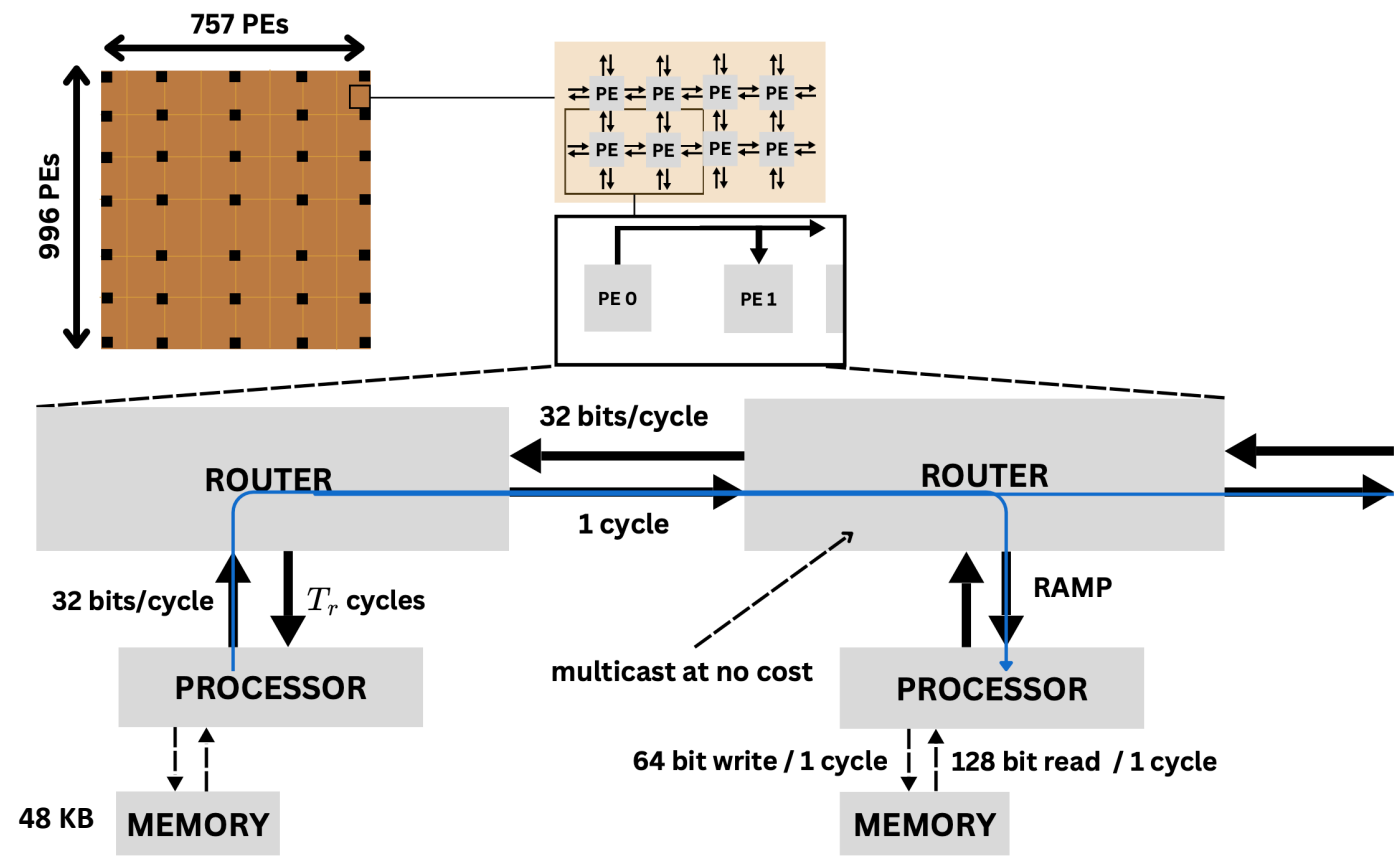 757 PEs
996 PEs
PE PE PE PE
PE PE PE PE
PE 0 PE 1
32 bits/cycle
ROUTER
ROUTER
1 cycle
32 bits/cycle
T_r cycles
RAMP
multicast at no cost
PROCESSOR
PROCESSOR
64 bit write / 1 cycle
128 bit read / 1 cycle
48 KB
MEMORY
MEMORY